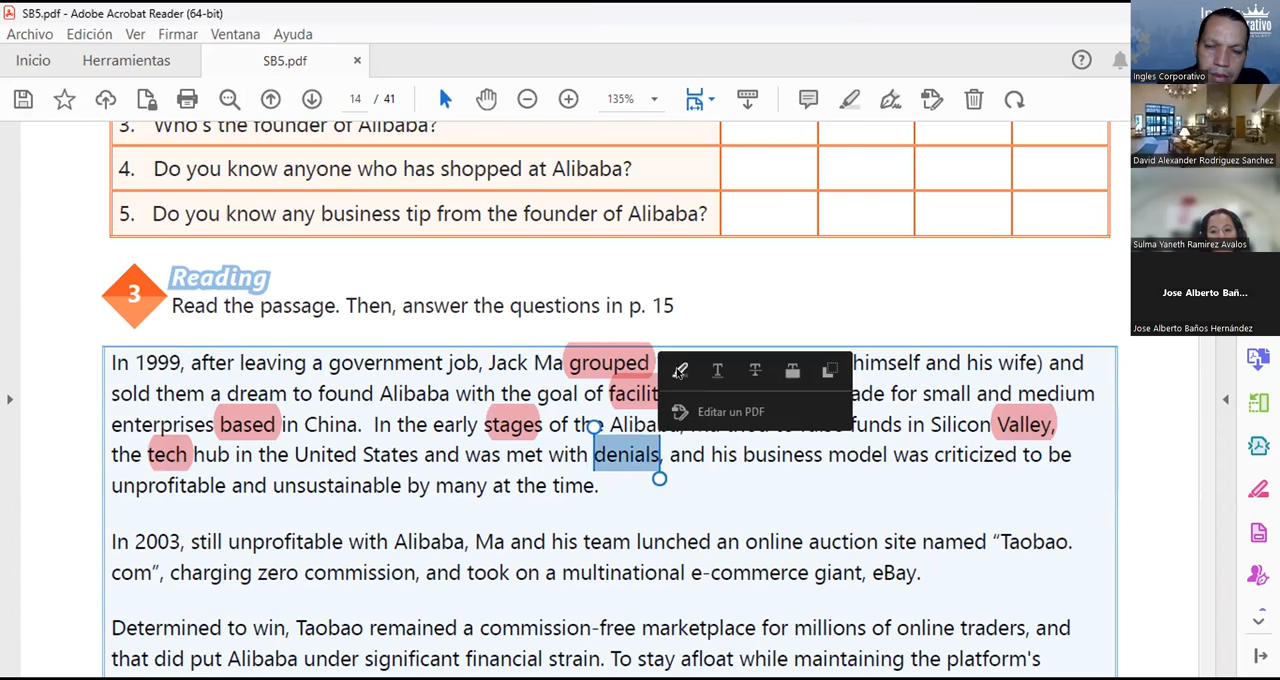 SB5.pdf - Adobe Acrobat Reader (64-bit)
Archivo Edición Ver Firmar Ventana Ayuda
Inicio Herramientas SB5.pdf ×
14 / 41 135%
3. Who's the founder of Alibaba?
4. Do you know anyone who has shopped at Alibaba?
5. Do you know any business tip from the founder of Alibaba?
3 Reading
Read the passage. Then, answer the questions in p. 15
In 1999, after leaving a government job, Jack Ma grouped himself and his wife) and
sold them a dream to found Alibaba with the goal of facilit ade for small and medium
Editar un PDF
enterprises based in China. In the early stages of the Alibaba, funds in Silicon Valley,
the tech hub in the United States and was met with denials, and his business model was criticized to be
unprofitable and unsustainable by many at the time.
In 2003, still unprofitable with Alibaba, Ma and his team lunched an online auction site named “Taobao.
com”, charging zero commission, and took on a multinational e-commerce giant, eBay.
Determined to win, Taobao remained a commission-free marketplace for millions of online traders, and
that did put Alibaba under significant financial strain. To stay afloat while maintaining the platform's
Ingles Corporativo
David Alexander Rodriguez Sanchez
Sulma Yaneth Ramirez Avalos
Jose Alberto Bañ...
Jose Alberto Baños Hernández